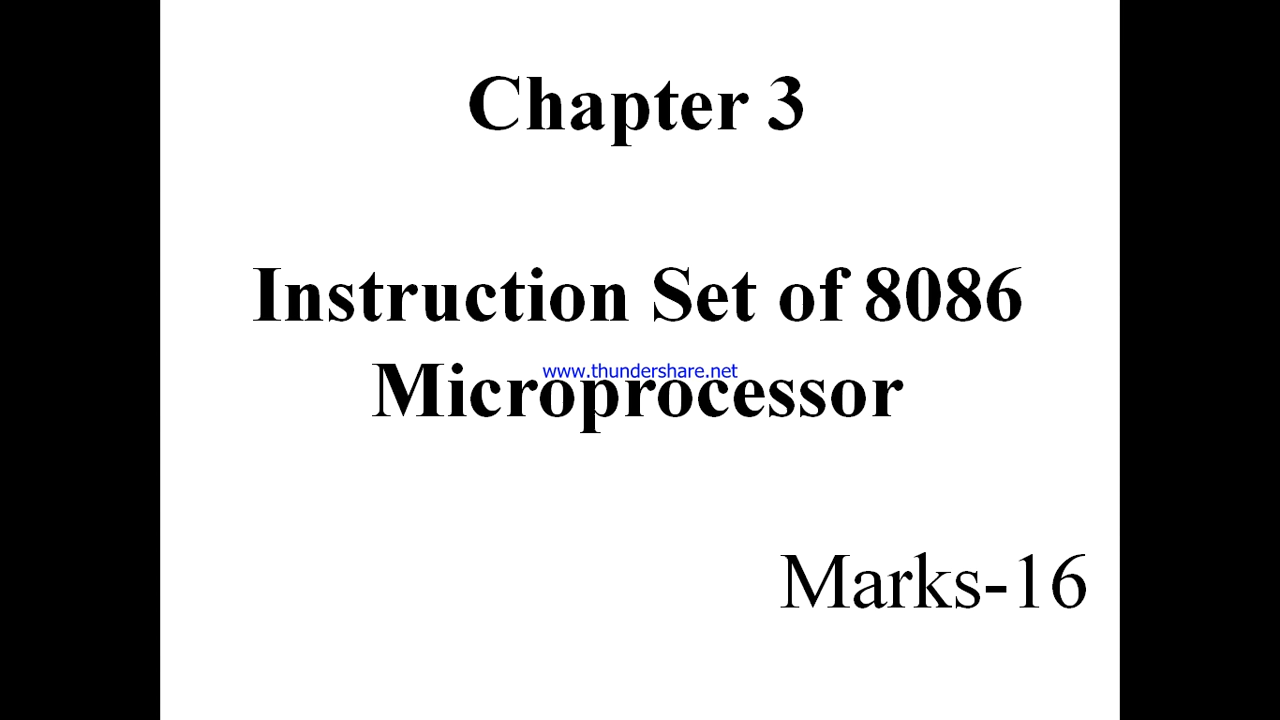 Chapter 3
Instruction Set of 8086
www.thundershare.net
Microprocessor
Marks-16